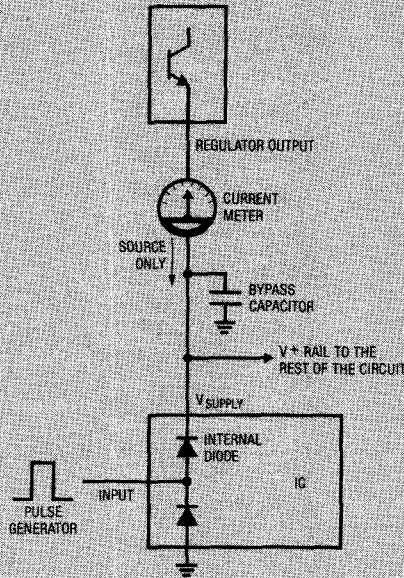 REGULATOR OUTPUT
CURRENT
METER
SOURCE
ONLY
BYPASS
CAPACITOR
V+ RAIL TO THE
REST OF THE CIRCUIT
VSUPPLY
INTERNAL
DIODE
IC
INPUT
PULSE
GENERATOR